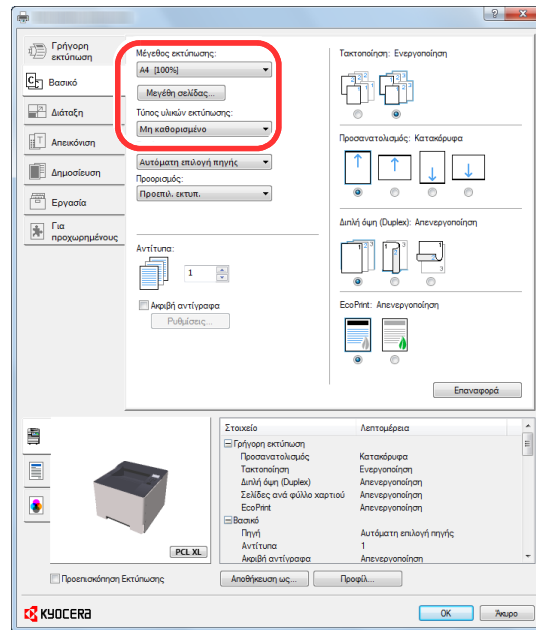 Γρήγορη
εκτύπωση
Βασικό
Διάταξη
Απεικόνιση
Δημοσίευση
Εργασία
Για
προχωρημένους
Μέγεθος εκτύπωσης:
A4 [100%]
Μεγέθη σελίδας...
Τύπος υλικών εκτύπωσης:
Μη καθορισμένο
Αυτόματη επιλογή πηγής
Προορισμός:
Προεπιλ. εκτυπ.
Αντίτυπα:
1
Ακριβή αντίγραφα
Ρυθμίσεις...
Τακτοποίηση: Ενεργοποίηση
Προσανατολισμός: Κατακόρυφα
Διπλή όψη (Duplex): Απενεργοποίηση
EcoPrint: Απενεργοποίηση
Επαναφορά
PCL XL
Στοιχείο Λεπτομέρεια
Γρήγορη εκτύπωση
Προσανατολισμός Κατακόρυφα
Τακτοποίηση Ενεργοποίηση
Διπλή όψη (Duplex) Απενεργοποίηση
Σελίδες ανά φύλλο χαρτιού Απενεργοποίηση
EcoPrint Απενεργοποίηση
Βασικό
Πηγή Αυτόματη επιλογή πηγής
Αντίτυπα 1
Ακριβή αντίγραφα Απενεργοποίηση
Προεπισκόπηση Εκτύπωσης
Αποθήκευση ως...
Προφίλ...
KYOCERA
OK
Άκυρο